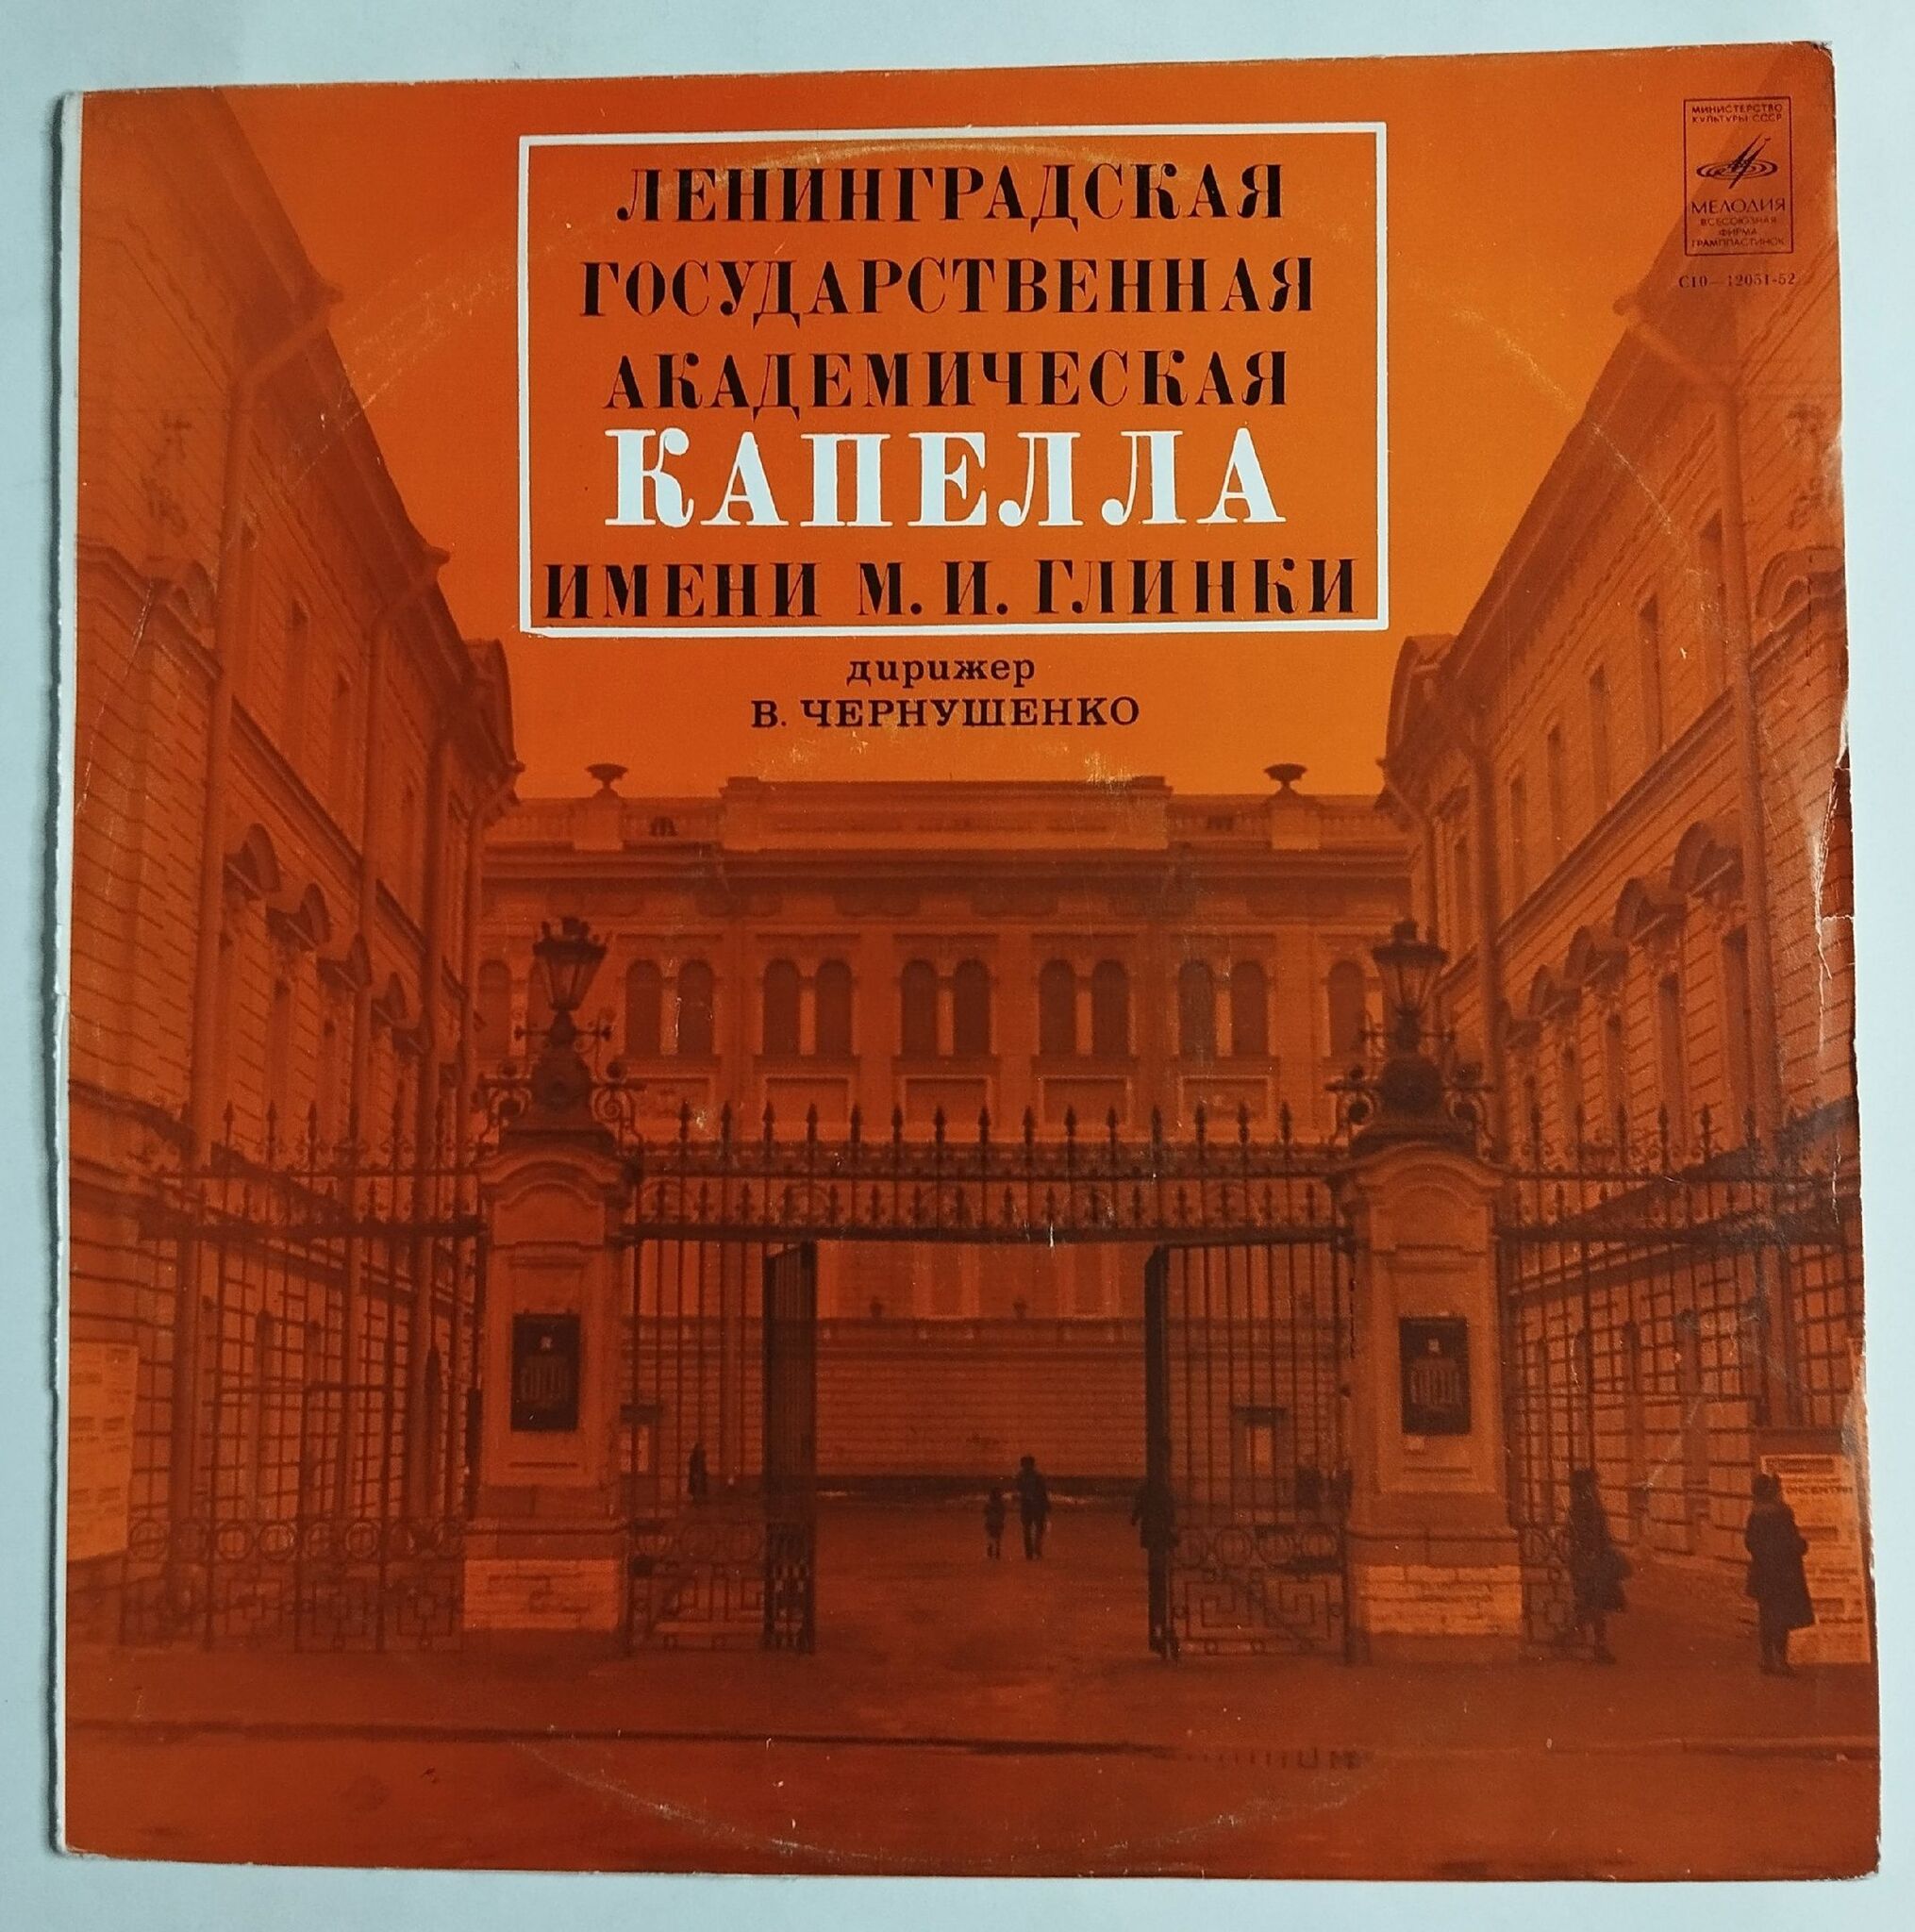 ЛЕНИНГРАДСКАЯ
ГОСУДАРСТВЕННАЯ
АКАДЕМИЧЕСКАЯ
КАПЕЛЛА
ИМЕНИ М. И. ГЛИНКИ
дирижер
В. ЧЕРНУШЕНКО
МИНИСТЕРСТВО
КУЛЬТУРЫ СССР
МЕЛОДИЯ
ВСЕСОЮЗНАЯ
ФИРМА
ГРАМПЛАСТИНОК
С10—12051-52